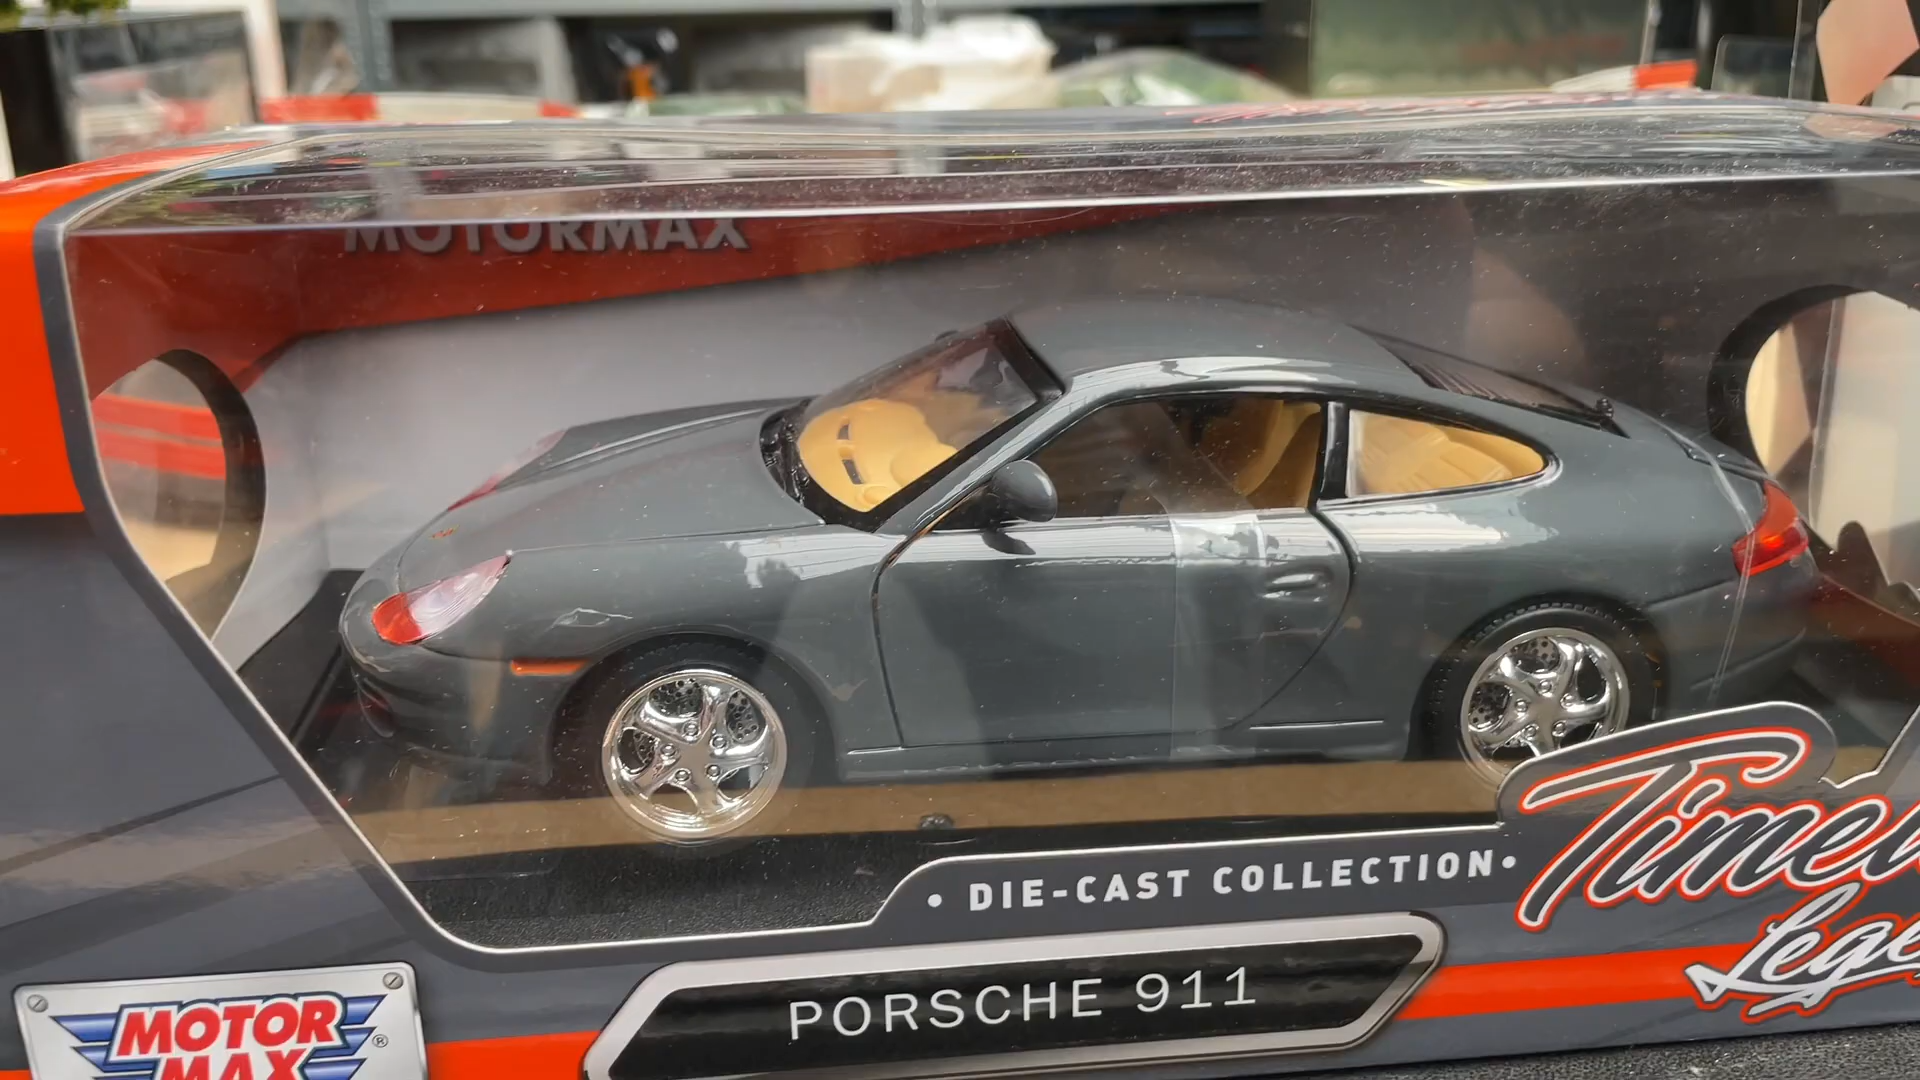 MOTORMAX
• DIE-CAST COLLECTION •
PORSCHE 911
MOTOR
MAX
®